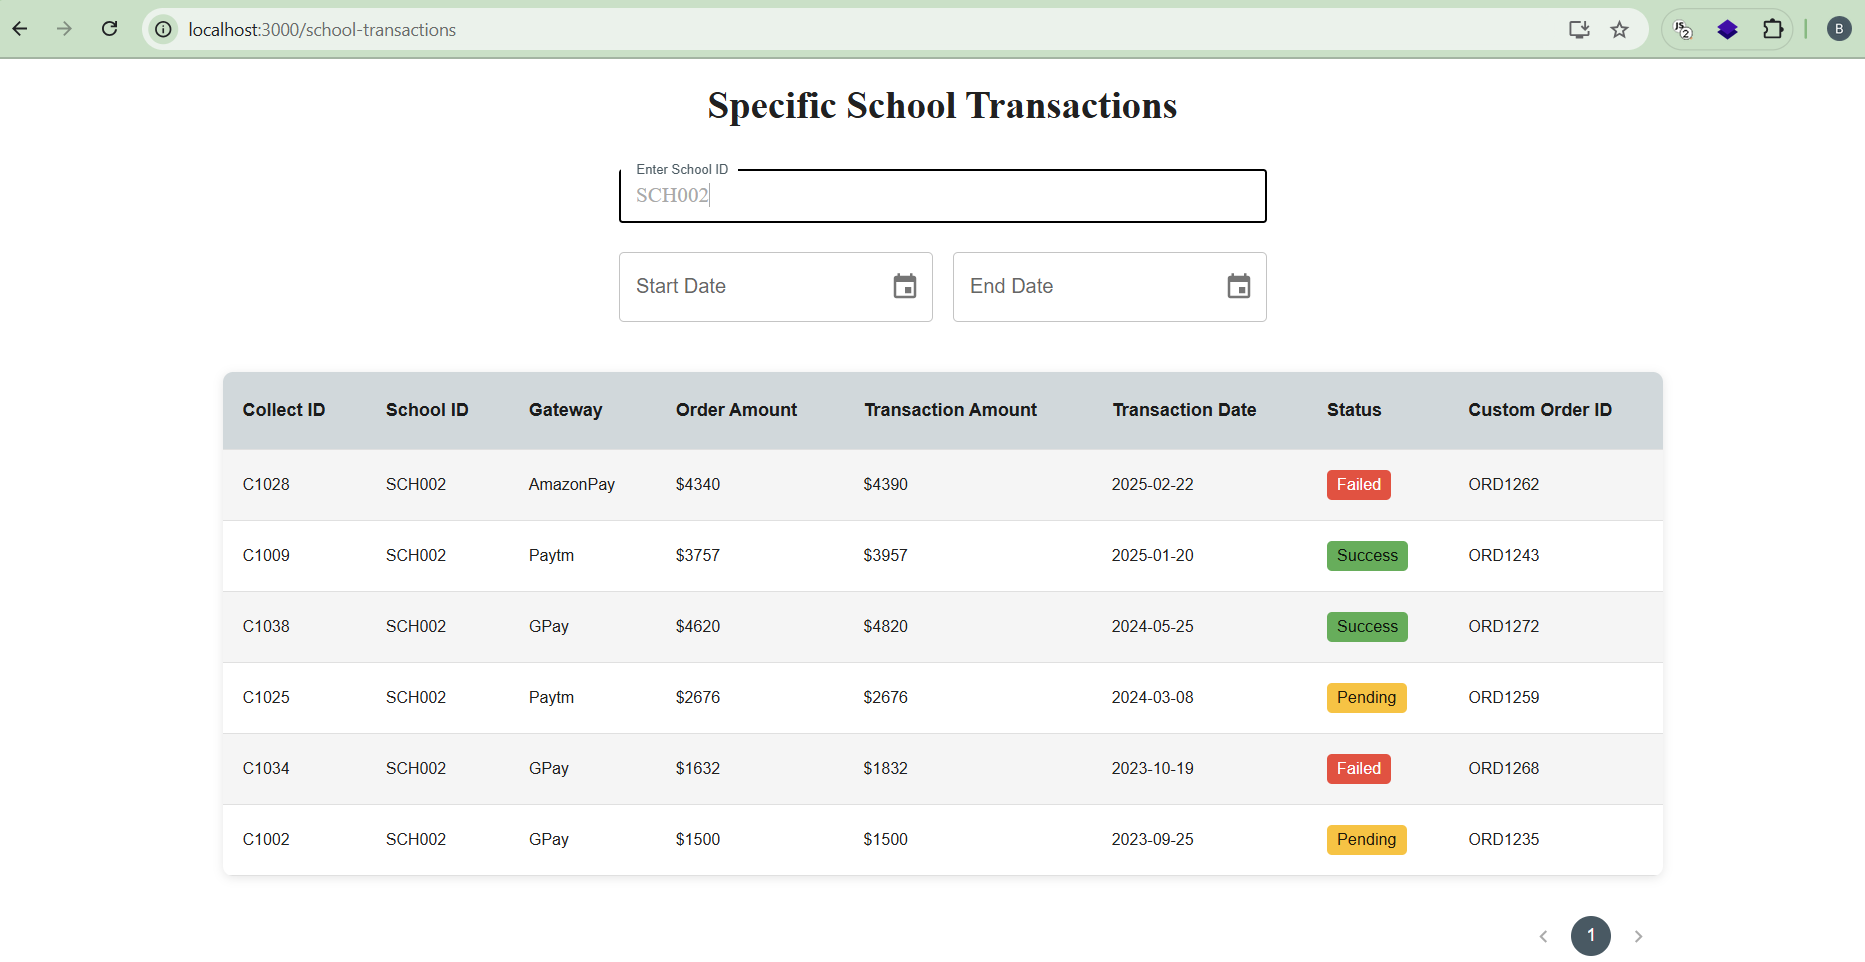 localhost:3000/school-transactions
JS 2
B
Specific School Transactions
Enter School ID
SCH002
Start Date End Date
Collect ID School ID Gateway Order Amount Transaction Amount Transaction Date Status Custom Order ID
C1028 SCH002 AmazonPay $4340 $4390 2025-02-22 Failed ORD1262
C1009 SCH002 Paytm $3757 $3957 2025-01-20 Success ORD1243
C1038 SCH002 GPay $4620 $4820 2024-05-25 Success ORD1272
C1025 SCH002 Paytm $2676 $2676 2024-03-08 Pending ORD1259
C1034 SCH002 GPay $1632 $1832 2023-10-19 Failed ORD1268
C1002 SCH002 GPay $1500 $1500 2023-09-25 Pending ORD1235
1